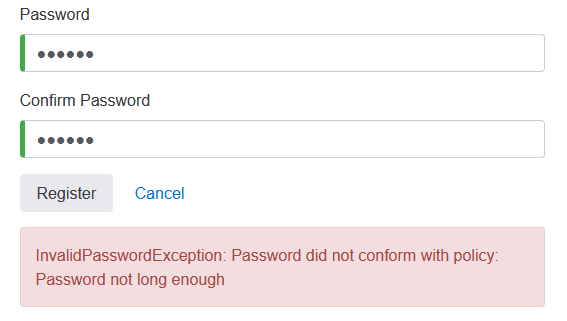 Password
●●●●●●
Confirm Password
●●●●●●
Register Cancel
InvalidPasswordException: Password did not conform with policy:
Password not long enough